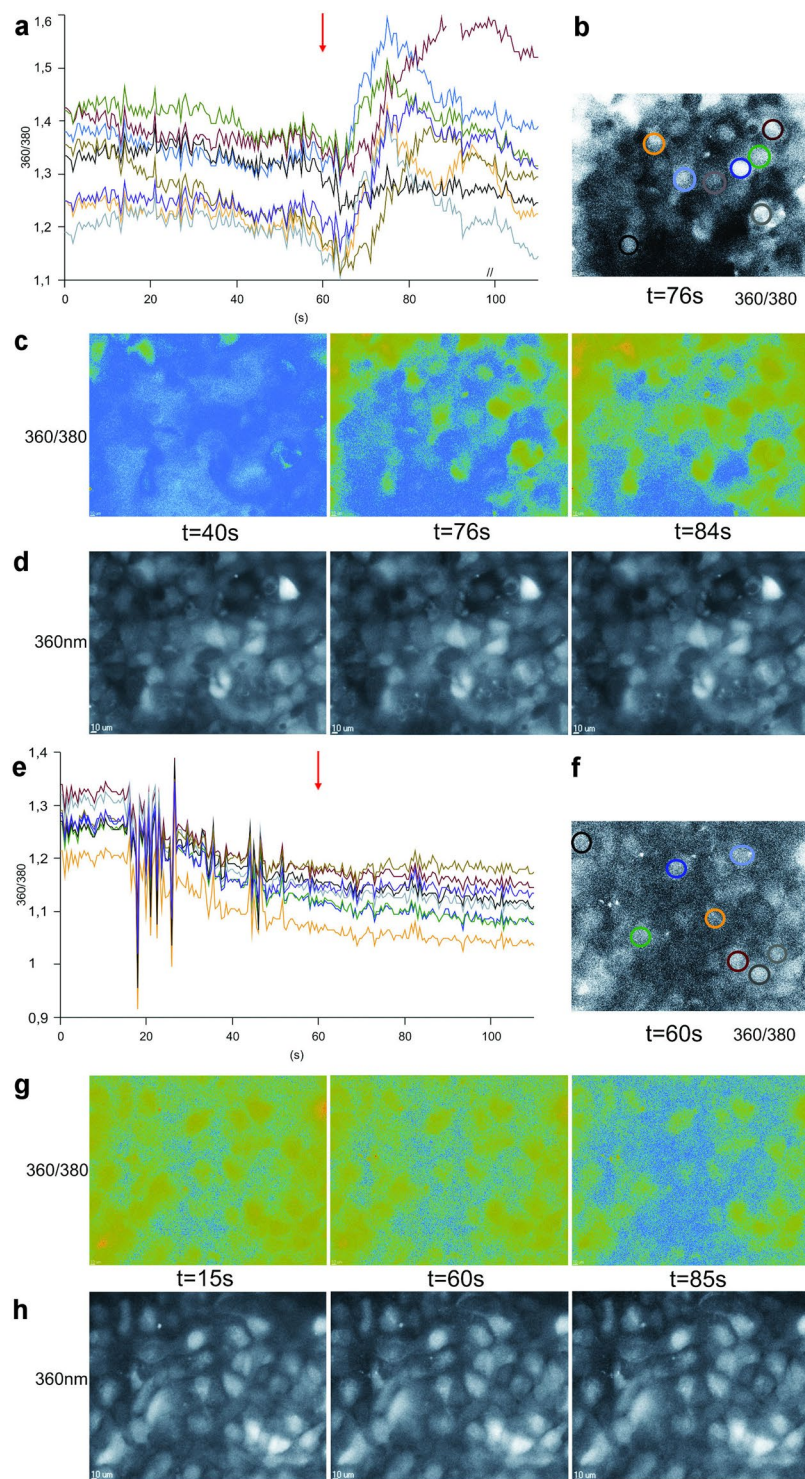 a
1,6
1,5
1,4
1,3
1,2
1,1
360/380
0
20
40
60
80
100
//
(s)
b
t=76s 360/380
c
360/380
t=40s t=76s t=84s
d
360nm
10 um 10 um 10 um
e
1,4
1,3
1,2
1,1
1
0,9
360/380
0
20
40
60
80
100
(s)
f
t=60s 360/380
g
360/380
t=15s t=60s t=85s
h
360nm
10 um 10 um 10 um